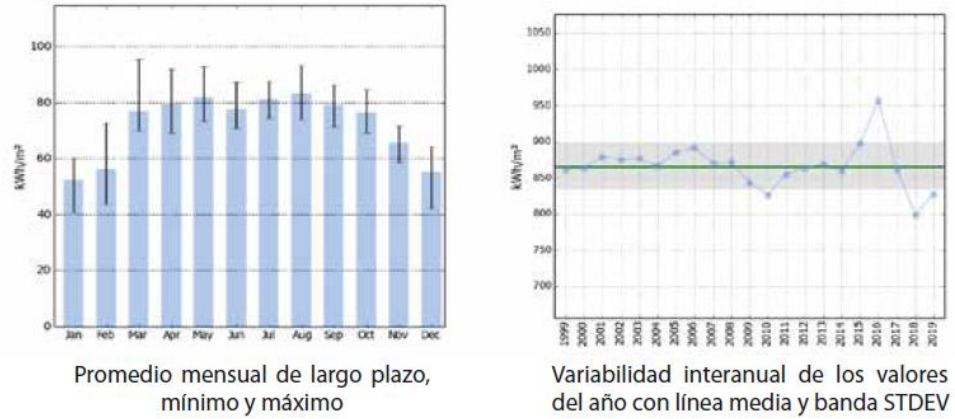 100
80
60
40
20
0
kWh/m²
Jan Feb Mar Apr May Jun Jul Aug Sep Oct Nov Dec
Promedio mensual de largo plazo,
mínimo y máximo
1050
1000
950
900
850
800
750
700
kWh/m²
1999 2000 2001 2002 2003 2004 2005 2006 2007 2008 2009 2010 2011 2012 2013 2014 2015 2016 2017 2018 2019
Variabilidad interanual de los valores
del año con línea media y banda STDEV